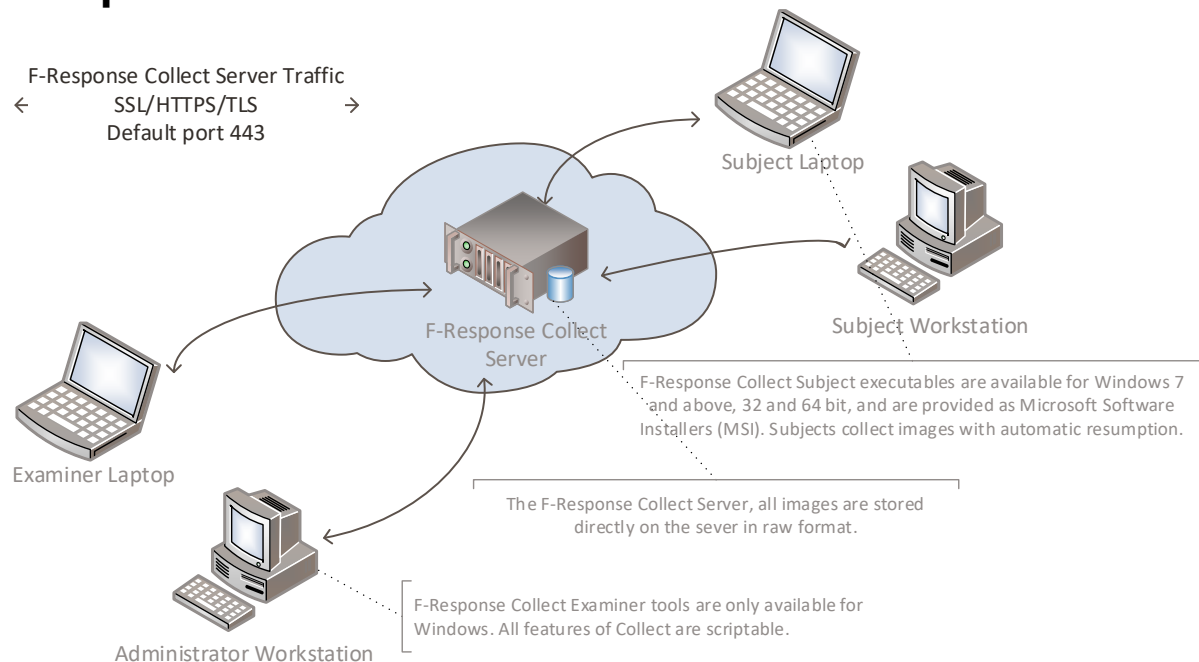 F-Response Collect Server Traffic
SSL/HTTPS/TLS
Default port 443
Subject Laptop
Subject Workstation
F-Response Collect
Server
F-Response Collect Subject executables are available for Windows 7
and above, 32 and 64 bit, and are provided as Microsoft Software
Installers (MSI). Subjects collect images with automatic resumption.
Examiner Laptop
The F-Response Collect Server, all images are stored
directly on the sever in raw format.
F-Response Collect Examiner tools are only available for
Windows. All features of Collect are scriptable.
Administrator Workstation